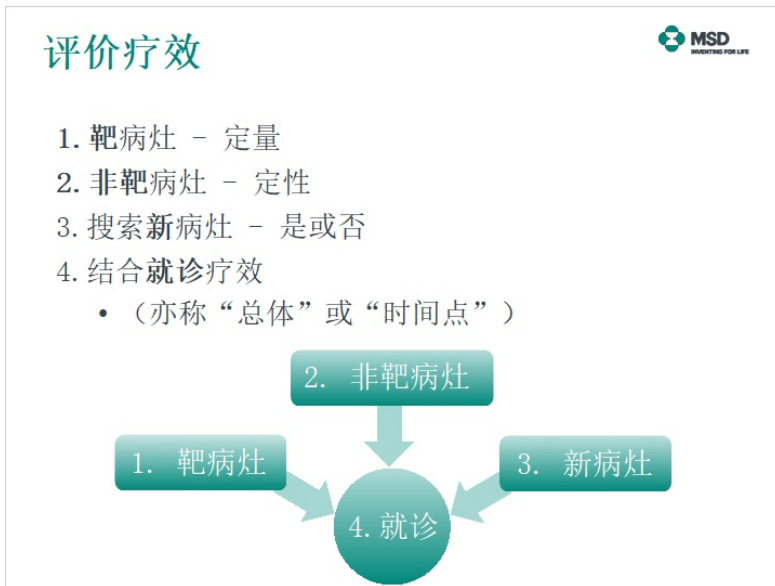 评价疗效
MSD
INVENTING FOR LIFE
1. 靶病灶 - 定量
2. 非靶病灶 - 定性
3. 搜索新病灶 - 是或否
4. 结合就诊疗效
• （亦称“总体”或“时间点”）
2. 非靶病灶
1. 靶病灶
3. 新病灶
4. 就诊